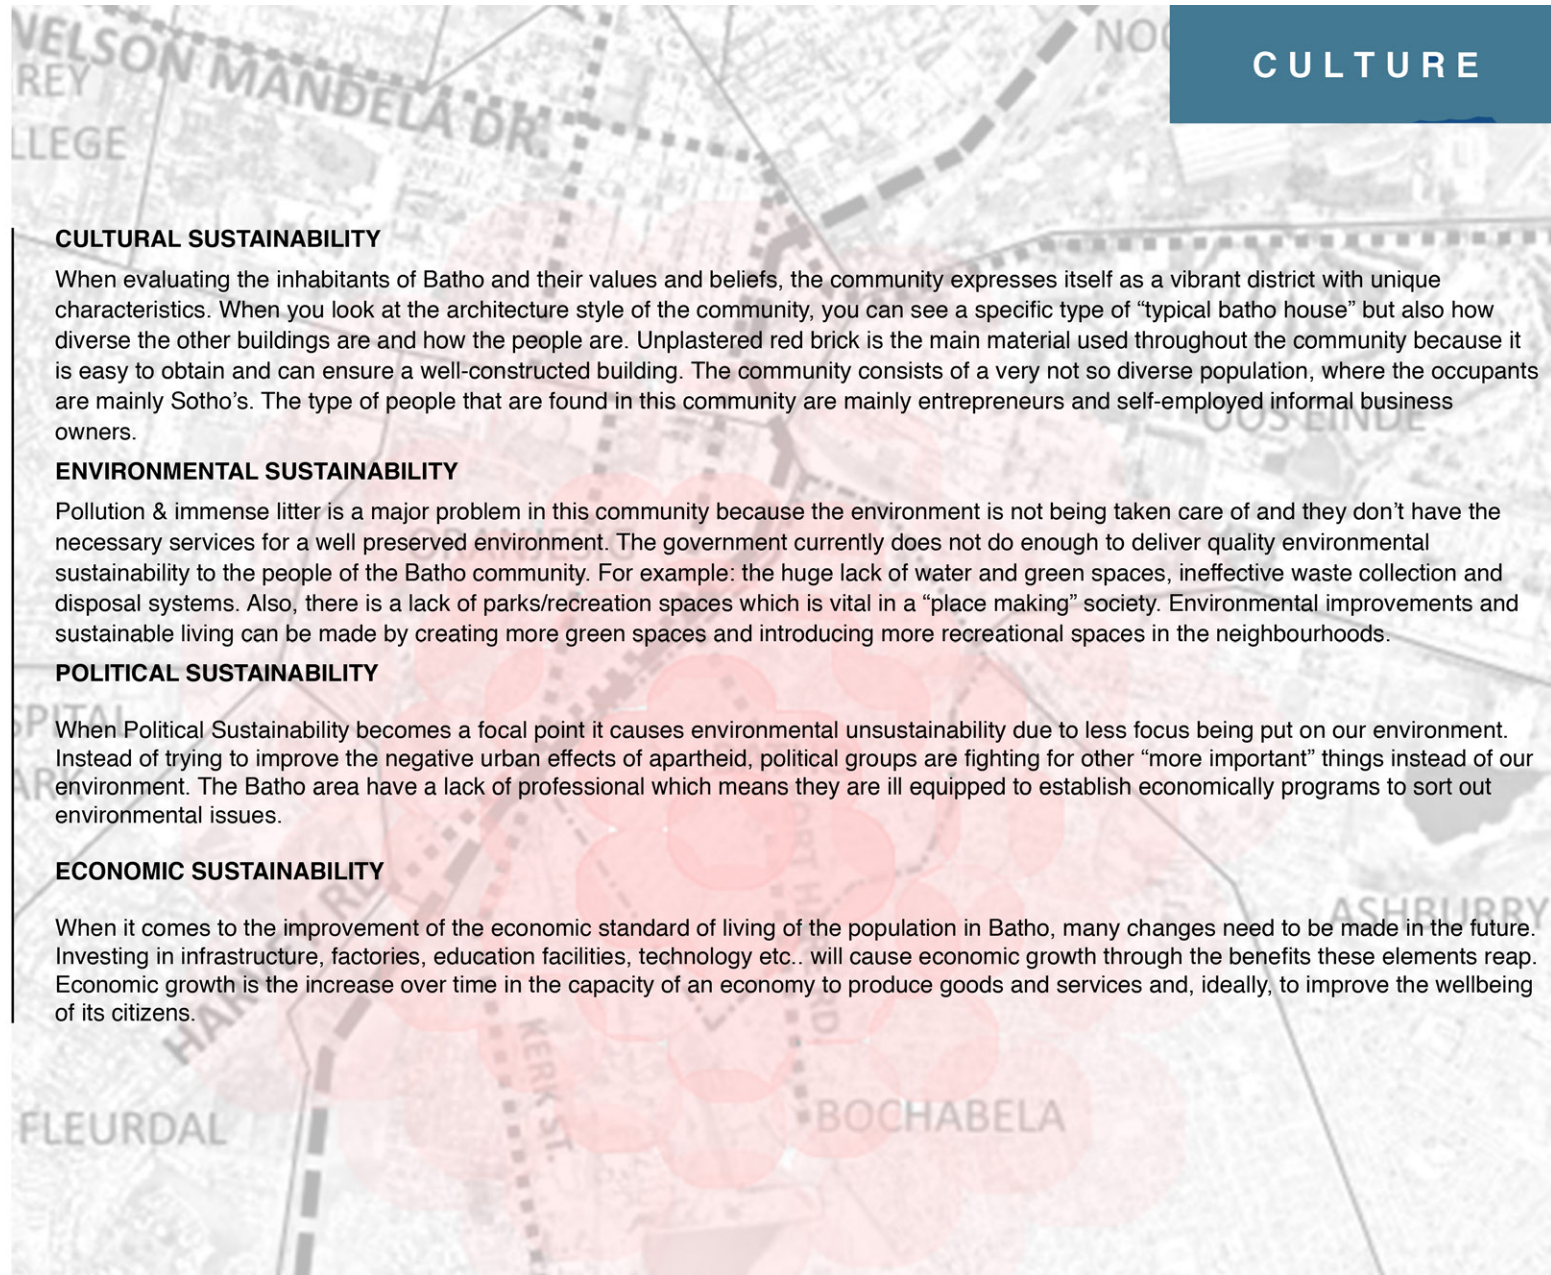 NELSON MANDELA DR.
REY
LLEGE
CULTURE
CULTURAL SUSTAINABILITY
When evaluating the inhabitants of Batho and their values and beliefs, the community expresses itself as a vibrant district with unique
characteristics. When you look at the architecture style of the community, you can see a specific type of “typical batho house” but also how
diverse the other buildings are and how the people are. Unplastered red brick is the main material used throughout the community because it
is easy to obtain and can ensure a well-constructed building. The community consists of a very not so diverse population, where the occupants
are mainly Sotho’s. The type of people that are found in this community are mainly entrepreneurs and self-employed informal business
owners.
OOSEINDE
ENVIRONMENTAL SUSTAINABILITY
Pollution & immense litter is a major problem in this community because the environment is not being taken care of and they don’t have the
necessary services for a well preserved environment. The government currently does not do enough to deliver quality environmental
sustainability to the people of the Batho community. For example: the huge lack of water and green spaces, ineffective waste collection and
disposal systems. Also, there is a lack of parks/recreation spaces which is vital in a “place making” society. Environmental improvements and
sustainable living can be made by creating more green spaces and introducing more recreational spaces in the neighbourhoods.
POLITICAL SUSTAINABILITY
SPITAL
When Political Sustainability becomes a focal point it causes environmental unsustainability due to less focus being put on our environment.
Instead of trying to improve the negative urban effects of apartheid, political groups are fighting for other “more important” things instead of our
environment. The Batho area have a lack of professional which means they are ill equipped to establish economically programs to sort out
environmental issues.
ECONOMIC SUSTAINABILITY
ASHBURRY
When it comes to the improvement of the economic standard of living of the population in Batho, many changes need to be made in the future.
Investing in infrastructure, factories, education facilities, technology etc.. will cause economic growth through the benefits these elements reap.
Economic growth is the increase over time in the capacity of an economy to produce goods and services and, ideally, to improve the wellbeing
of its citizens.
HARVEY RD
KERK ST.
FLEURDAL
BOCHABELA